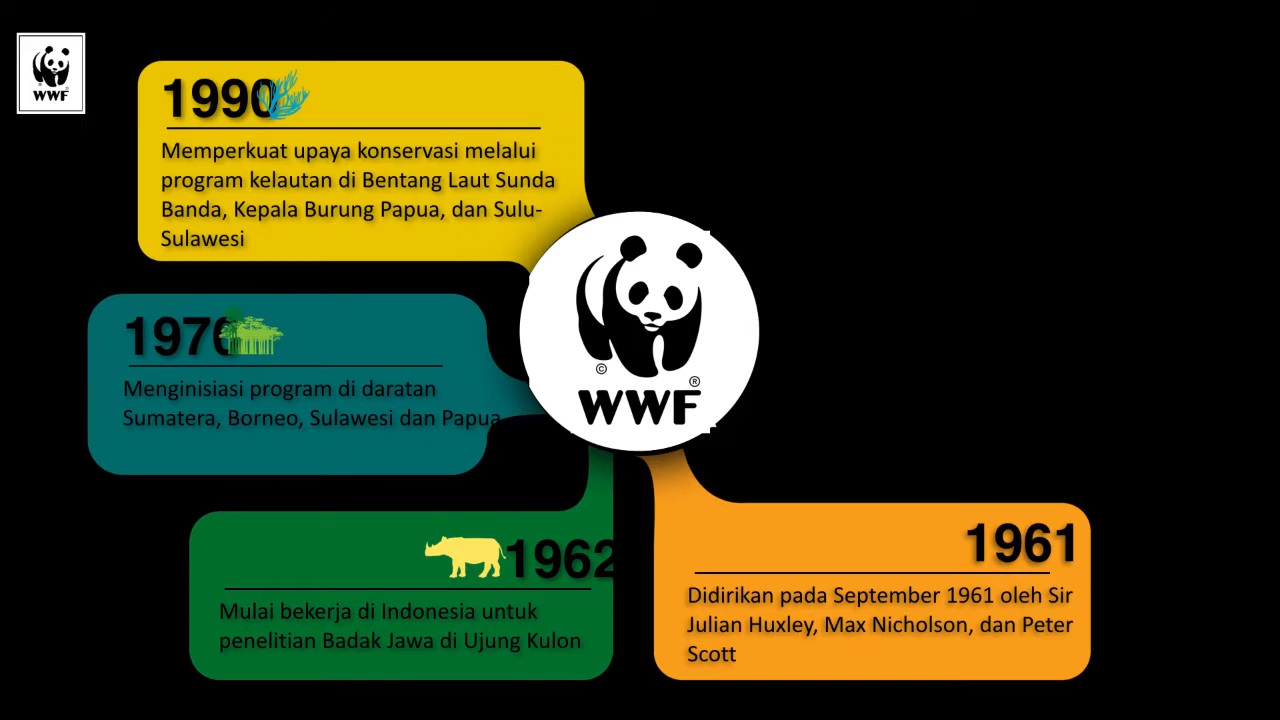 WWF
1990
Memperkuat upaya konservasi melalui
program kelautan di Bentang Laut Sunda
Banda, Kepala Burung Papua, dan Sulu-
Sulawesi
© ®
WWF
1970
Menginisiasi program di daratan
Sumatera, Borneo, Sulawesi dan Papua
1962
Mulai bekerja di Indonesia untuk
penelitian Badak Jawa di Ujung Kulon
1961
Didirikan pada September 1961 oleh Sir
Julian Huxley, Max Nicholson, dan Peter
Scott